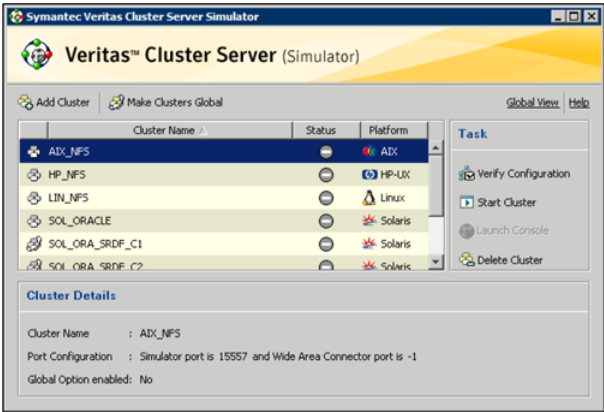 Symantec Veritas Cluster Server Simulator
Veritas™ Cluster Server (Simulator)
Add Cluster Make Clusters Global Global View Help
Cluster Name Status Platform
AIX_NFS AIX
HP_NFS HP-UX
LIN_NFS Linux
SOL_ORACLE Solaris
SOL_ORA_SRDF_C1 Solaris
SOL_ORA_SRDF_C2 Solaris
Task
Verify Configuration
Start Cluster
Launch Console
Delete Cluster
Cluster Details
Cluster Name : AIX_NFS
Port Configuration : Simulator port is 15557 and Wide Area Connector port is -1
Global Option enabled: No